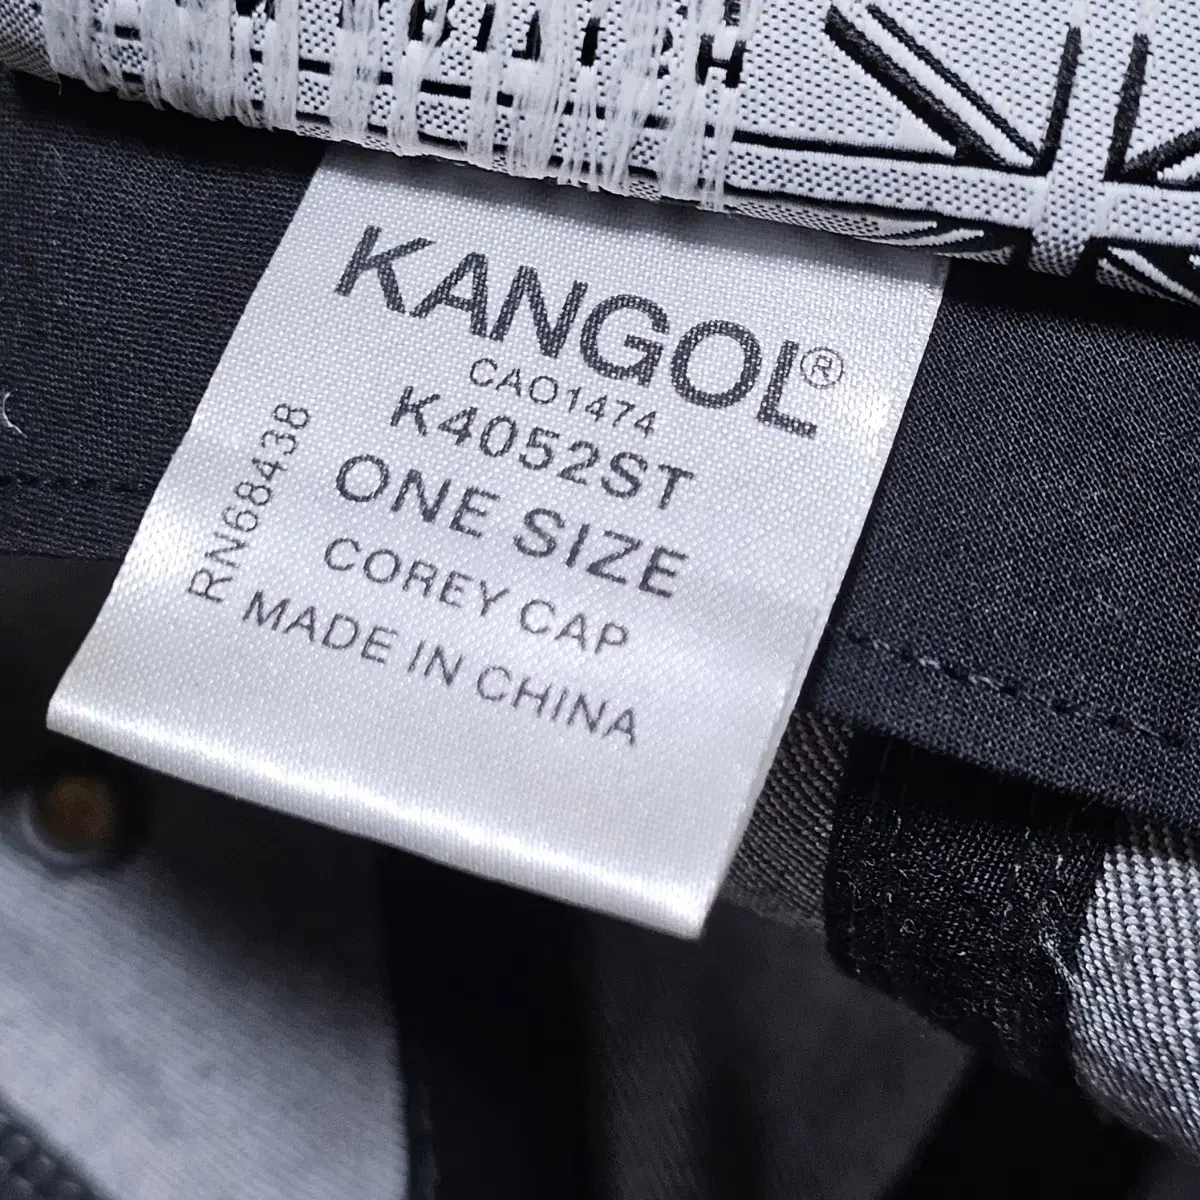 KANGOL®
CAO1474
K4052ST
ONE SIZE
COREY CAP
MADE IN CHINA
RN68438